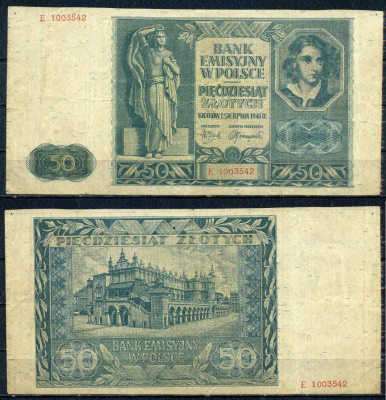 E 1003542
BANK
EMISYJNY
W POLSCE
PIĘĆDZIESIĄT
ZŁOTYCH
KRAKÓW 1 SIERPNIA 1941 R.
E 1003542
50
50
50
PIĘĆDZIESIĄT ZŁOTYCH
50
BANK EMISYJNY
W POLSCE
50
E 1003542